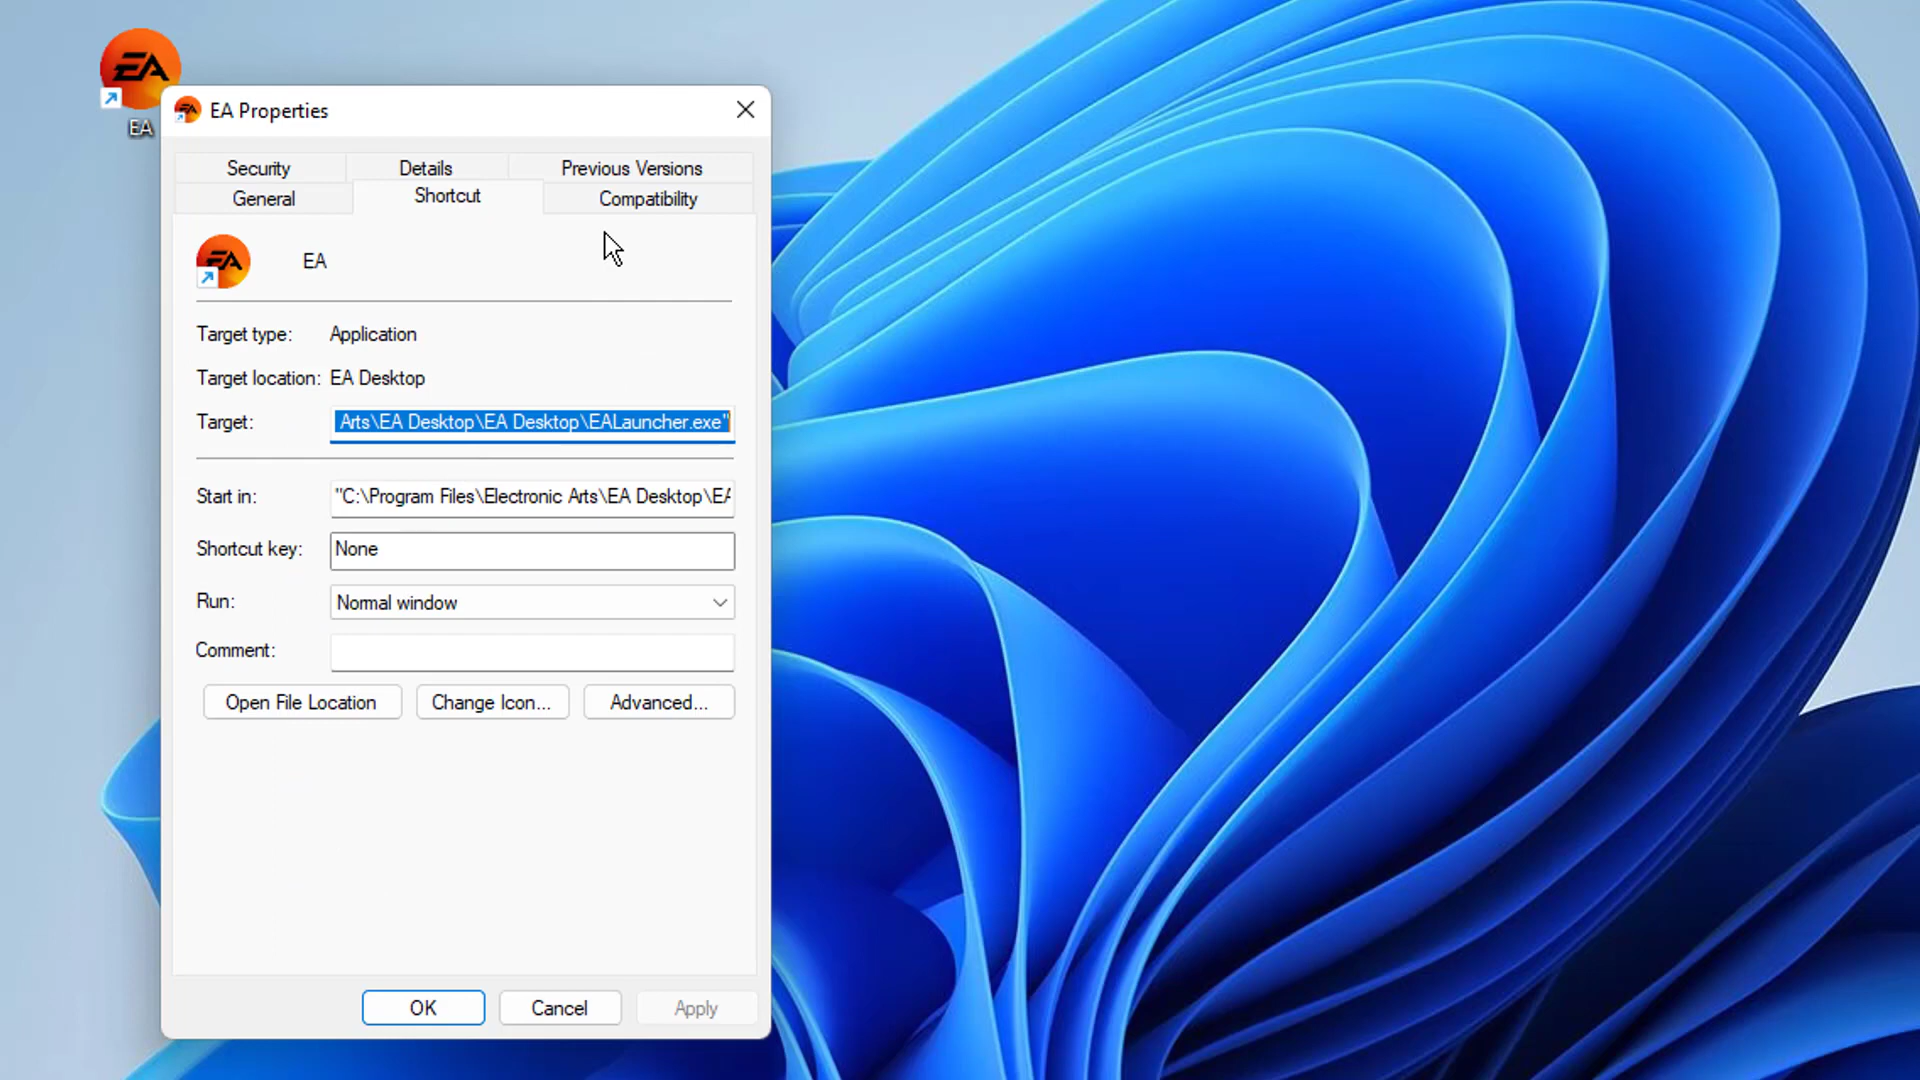 EA
EA
EA Properties
Security Details Previous Versions
General Shortcut Compatibility
EA EA
Target type: Application
Target location: EA Desktop
Target: Arts\EA Desktop\EA Desktop\EALauncher.exe"
Start in: "C:\Program Files\Electronic Arts\EA Desktop\EA
Shortcut key: None
Run: Normal window
Comment:
Open File Location Change Icon... Advanced...
OK Cancel Apply